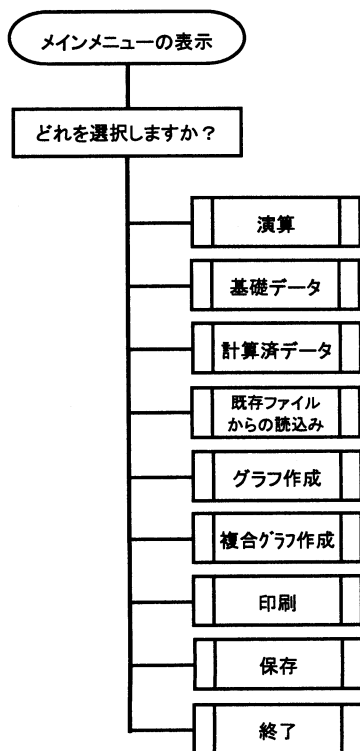 メインメニューの表示
どれを選択しますか？
演算
基礎データ
計算済データ
既存ファイル
からの読込み
グラフ作成
複合グラフ作成
印刷
保存
終了